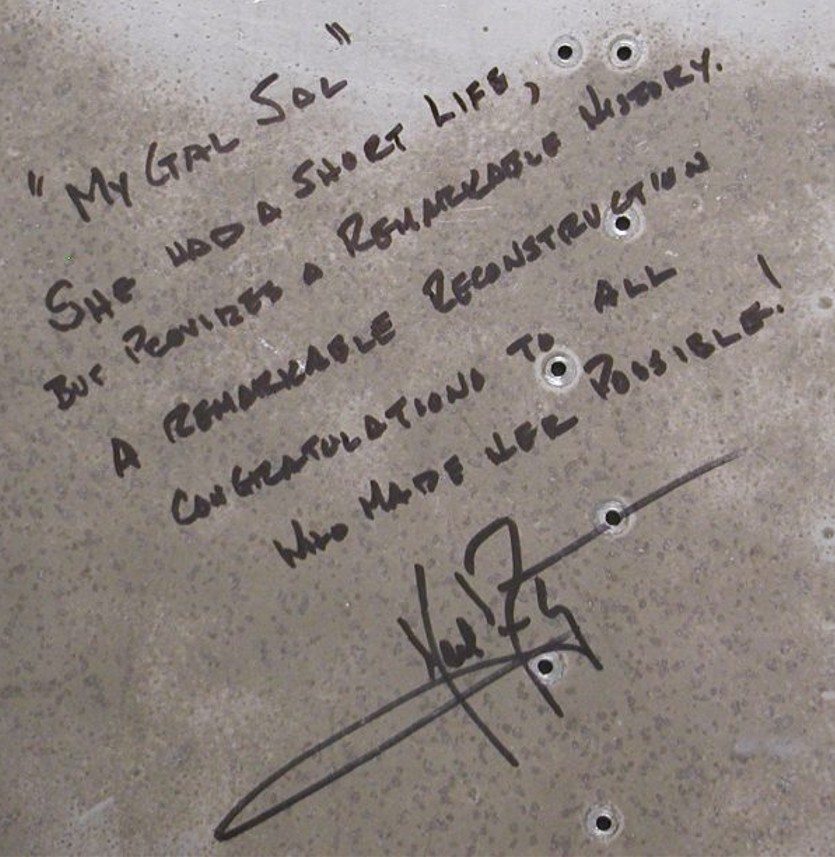 "MY GAL SAL"
SHE HAD A SHORT LIFE,
BUT PROVIDES A REMARKABLE HISTORY.
A REMARKABLE RECONSTRUCTION
CONGRATULATIONS TO ALL
WHO MADE HER POSSIBLE!